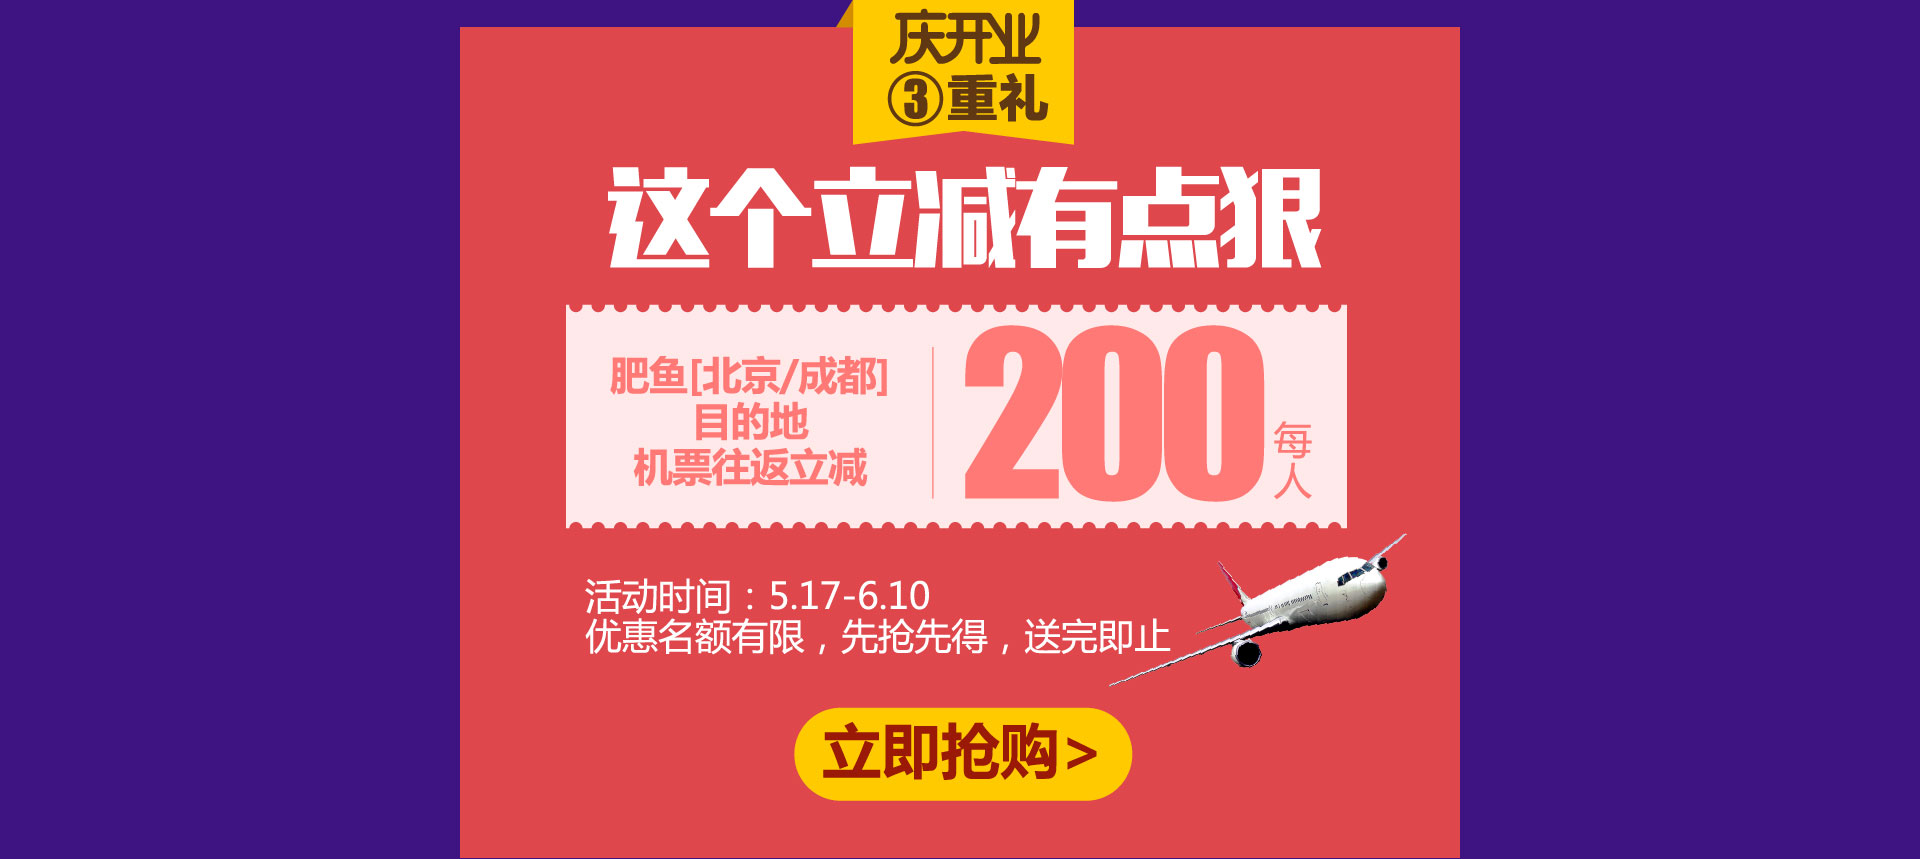 庆开业
③重礼
这个立减有点狠
肥鱼[北京/成都]
目的地
机票往返立减
200
每人
活动时间：5.17-6.10
优惠名额有限，先抢先得，送完即止
立即抢购>